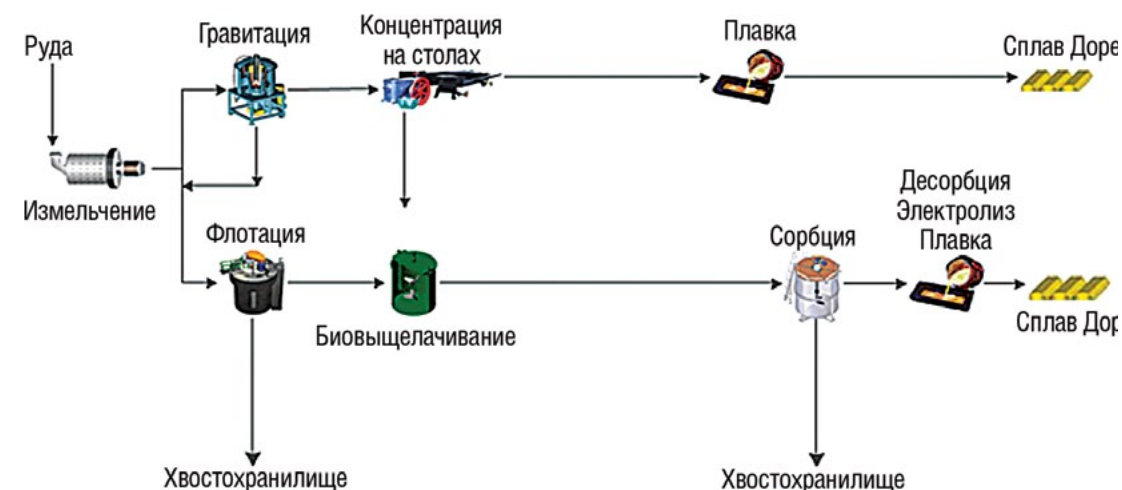 Руда
Гравитация
Концентрация
на столах
Плавка
Сплав Доре
Измельчение
Флотация
Биовыщелачивание
Сорбция
Десорбция
Электролиз
Плавка
Сплав Дор
Хвостохранилище
Хвостохранилище